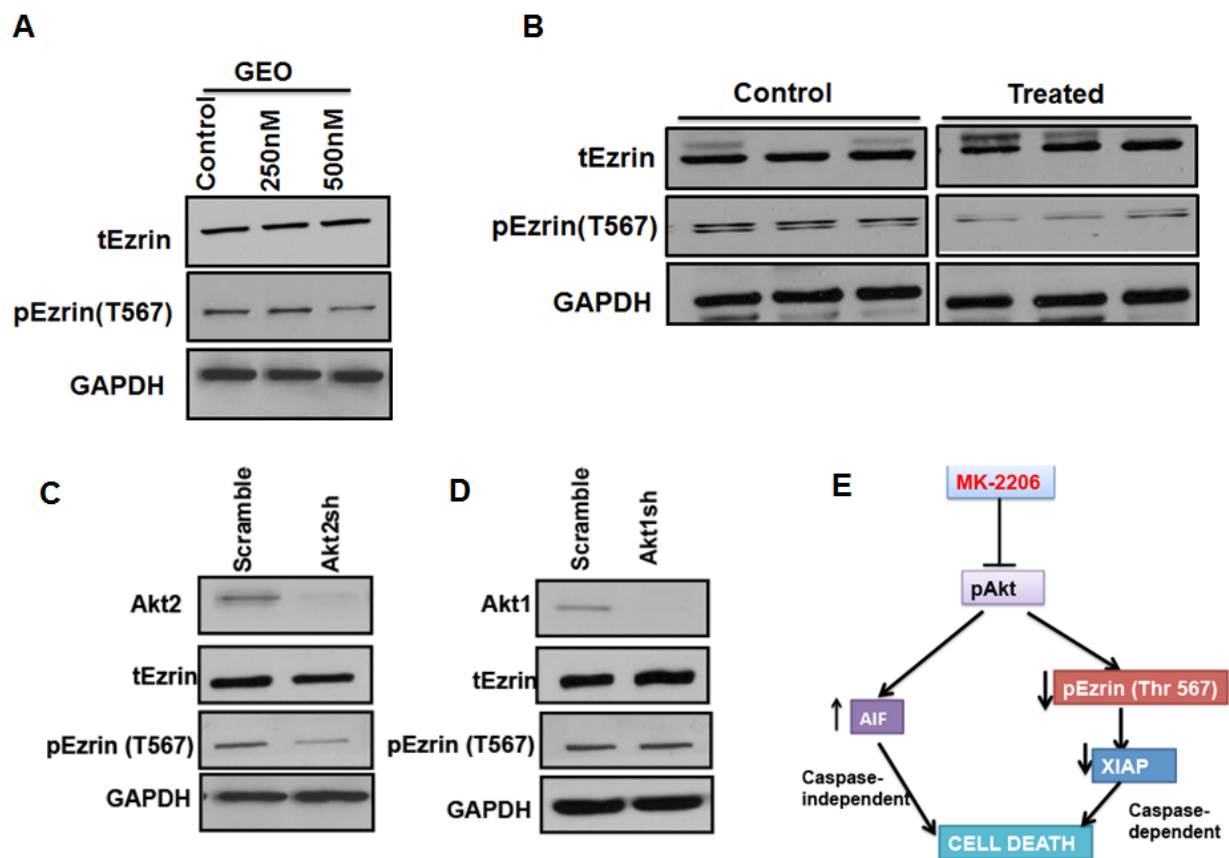 A
GEO
Control
250nM
500nM
tEzrin
pEzrin(T567)
GAPDH
B
Control
Treated
tEzrin
pEzrin(T567)
GAPDH
C
Scramble
Akt2sh
Akt2
tEzrin
pEzrin (T567)
GAPDH
D
Scramble
Akt1sh
Akt1
tEzrin
pEzrin (T567)
GAPDH
E
MK-2206
pAkt
pEzrin (Thr 567)
AIF
XIAP
Caspase-
independent
Caspase-
dependent
CELL DEATH